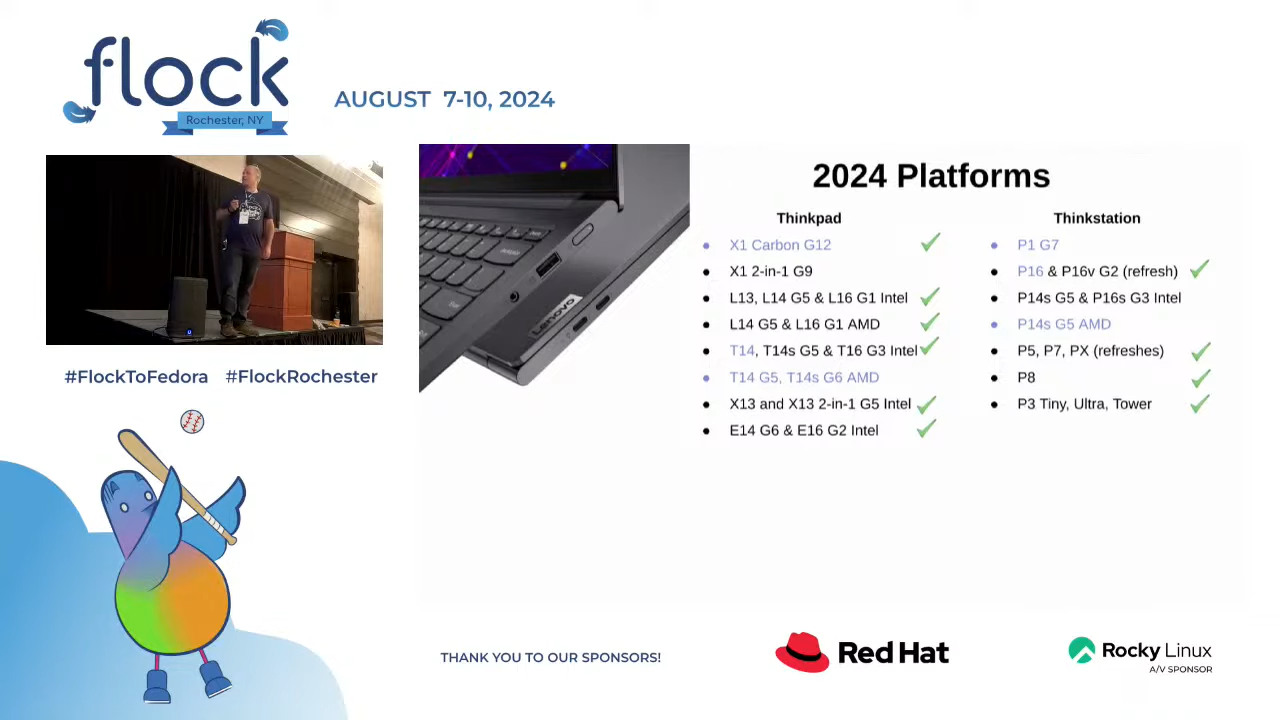 flock
Rochester, NY
AUGUST 7-10, 2024
#FlockToFedora #FlockRochester
Lenovo
2024 Platforms
Thinkpad
X1 Carbon G12
X1 2-in-1 G9
L13, L14 G5 & L16 G1 Intel
L14 G5 & L16 G1 AMD
T14, T14s G5 & T16 G3 Intel
T14 G5, T14s G6 AMD
X13 and X13 2-in-1 G5 Intel
E14 G6 & E16 G2 Intel
Thinkstation
P1 G7
P16 & P16v G2 (refresh)
P14s G5 & P16s G3 Intel
P14s G5 AMD
P5, P7, PX (refreshes)
P8
P3 Tiny, Ultra, Tower
THANK YOU TO OUR SPONSORS!
Red Hat
Rocky Linux
A/V SPONSOR